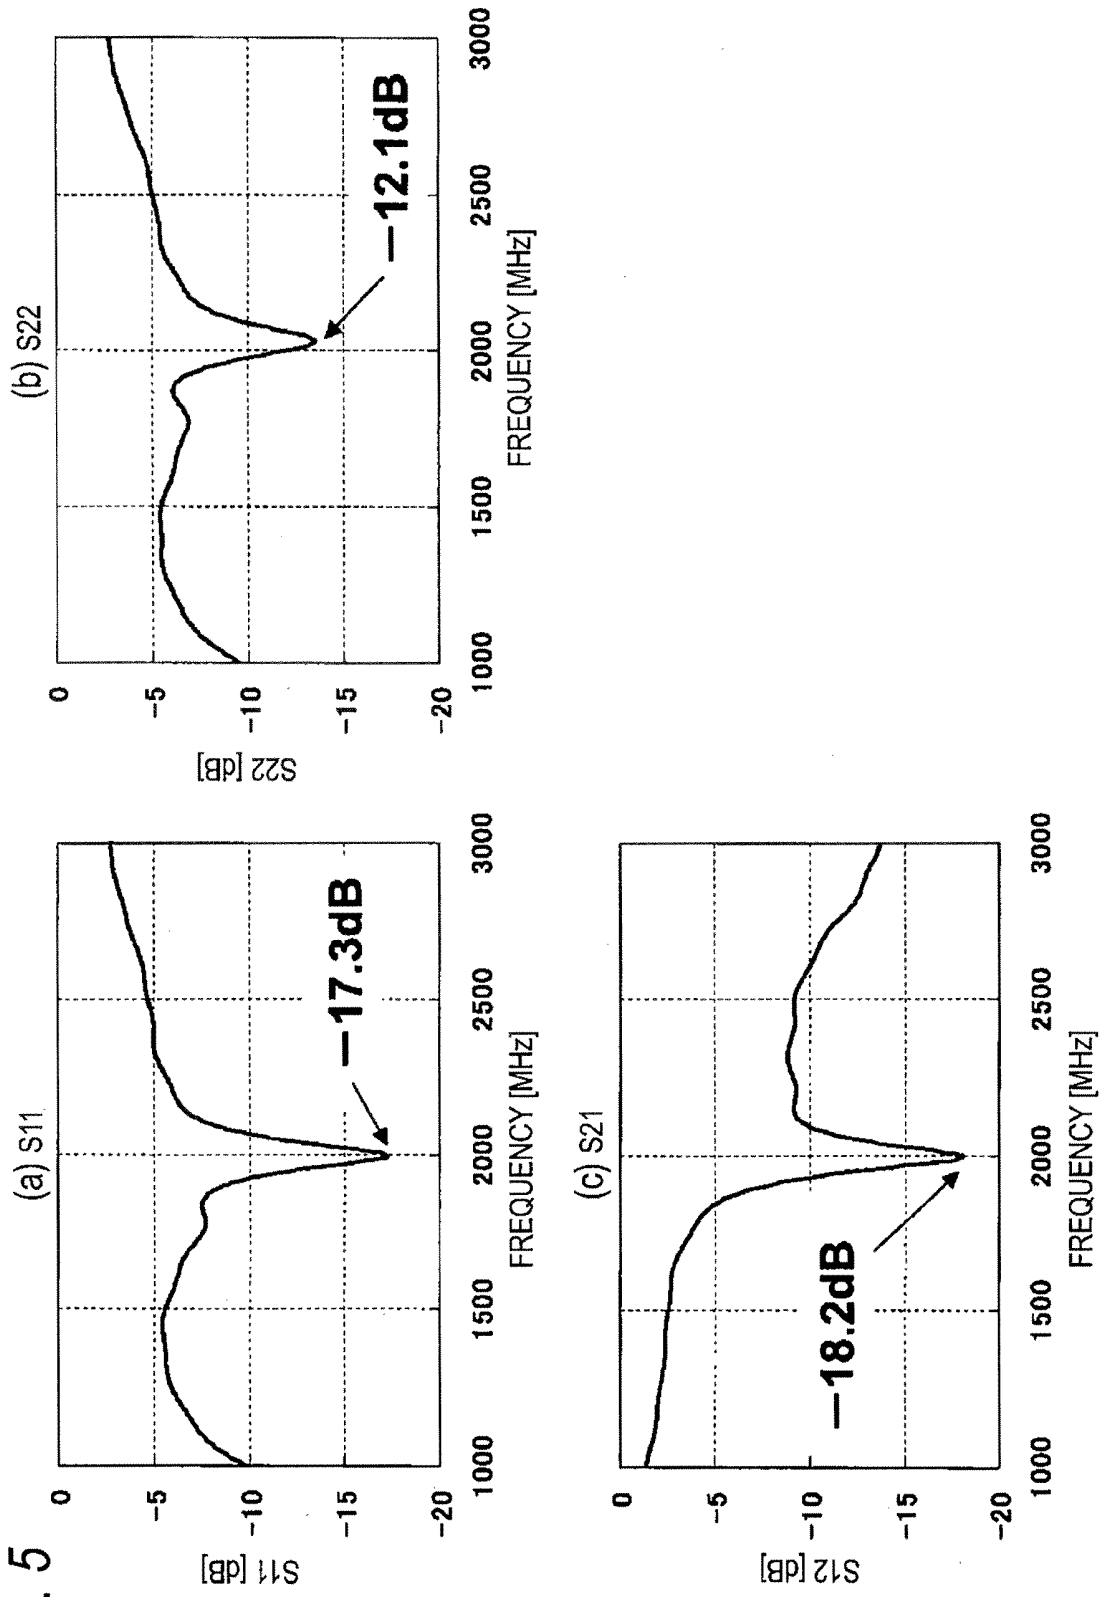 . 5
(a) S11
S11 [dB]
0
−5
−10
−15
−20
−17.3dB
1000
1500
2000
2500
3000
FREQUENCY [MHz]
(b) S22
S22 [dB]
0
−5
−10
−15
−20
−12.1dB
1000
1500
2000
2500
3000
FREQUENCY [MHz]
(c) S21
S12 [dB]
0
−5
−10
−15
−20
−18.2dB
1000
1500
2000
2500
3000
FREQUENCY [MHz]